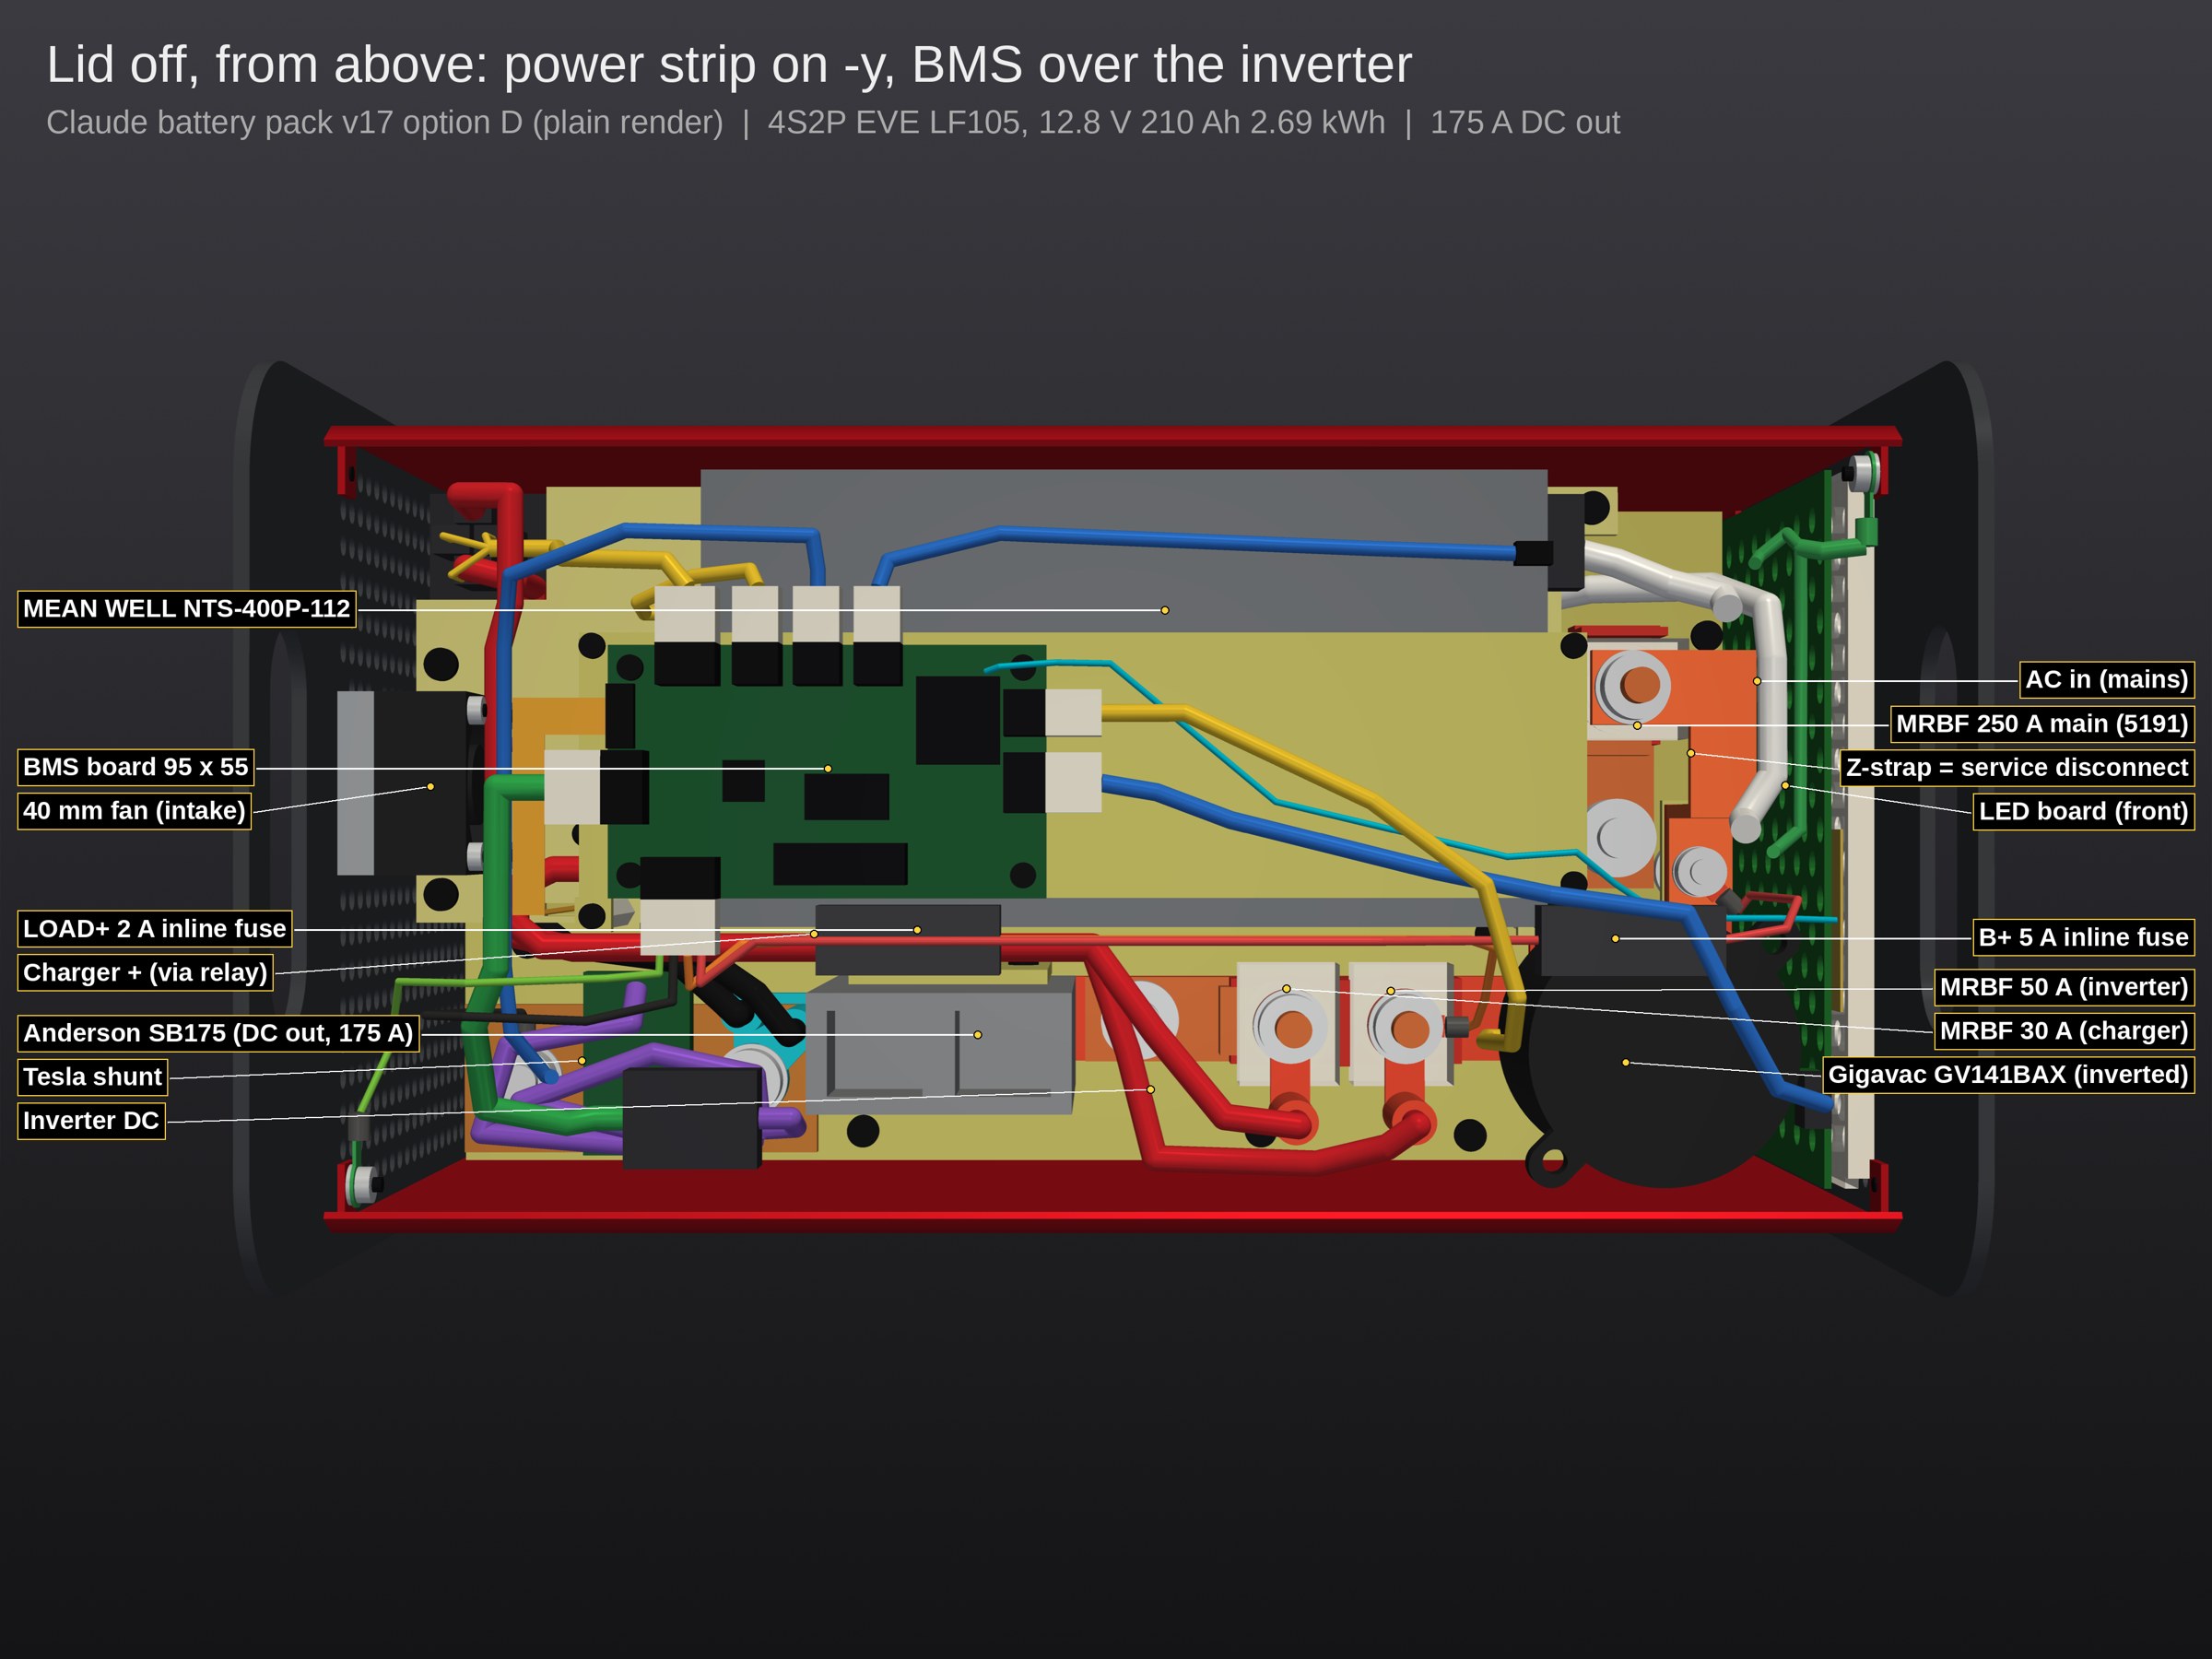 Lid off, from above: power strip on -y, BMS over the inverter
Claude battery pack v17 option D (plain render) | 4S2P EVE LF105, 12.8 V 210 Ah 2.69 kWh | 175 A DC out
MEAN WELL NTS-400P-112
BMS board 95 x 55
40 mm fan (intake)
LOAD+ 2 A inline fuse
Charger + (via relay)
Anderson SB175 (DC out, 175 A)
Tesla shunt
Inverter DC
AC in (mains)
MRBF 250 A main (5191)
Z-strap = service disconnect
LED board (front)
B+ 5 A inline fuse
MRBF 50 A (inverter)
MRBF 30 A (charger)
Gigavac GV141BAX (inverted)